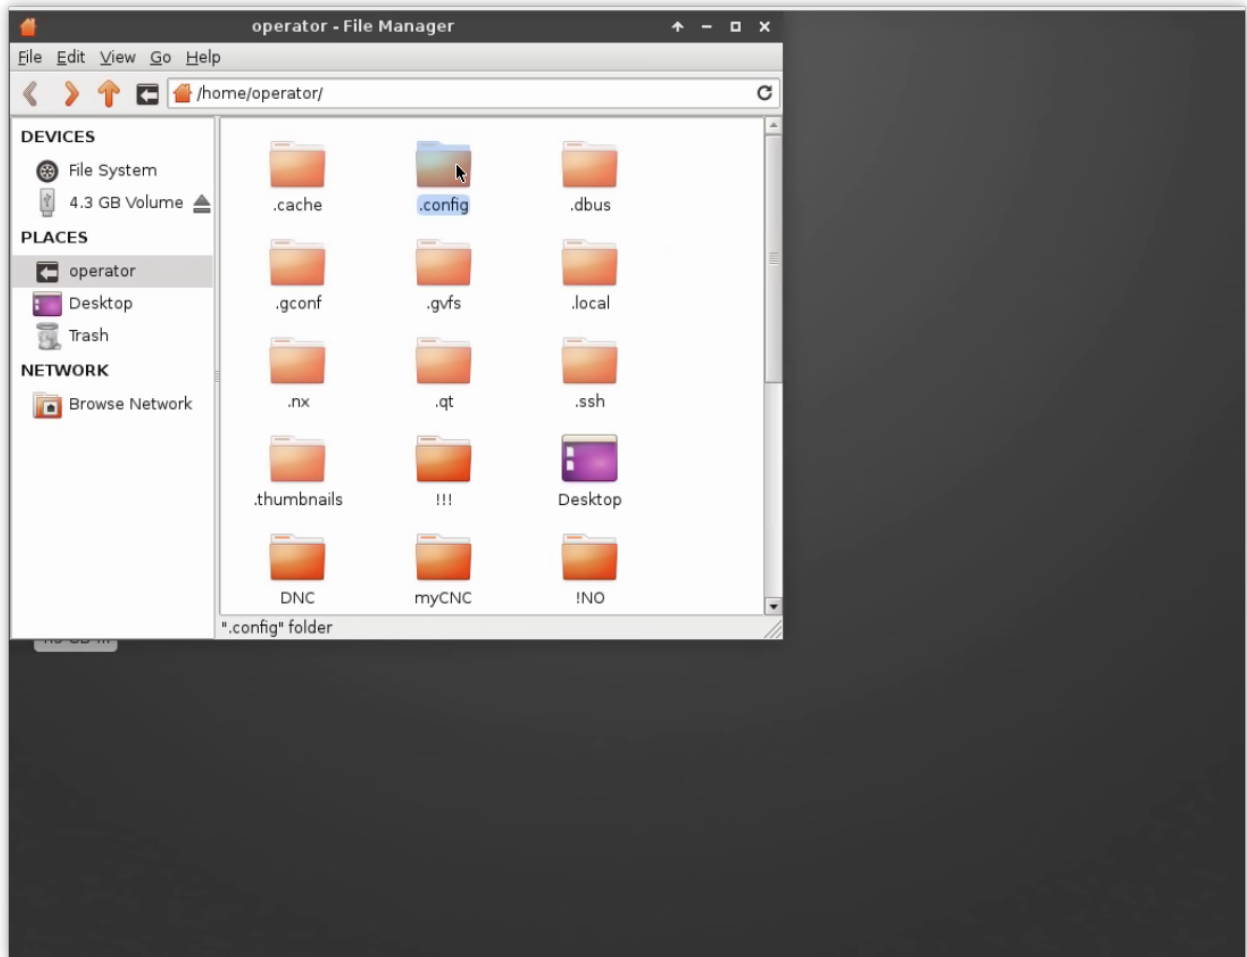 operator - File Manager
File Edit View Go Help
/home/operator/
DEVICES
File System
4.3 GB Volume
PLACES
operator
Desktop
Trash
NETWORK
Browse Network
.cache .config .dbus
.gconf .gvfs .local
.nx .qt .ssh
.thumbnails !!! Desktop
DNC myCNC !NO
".config" folder